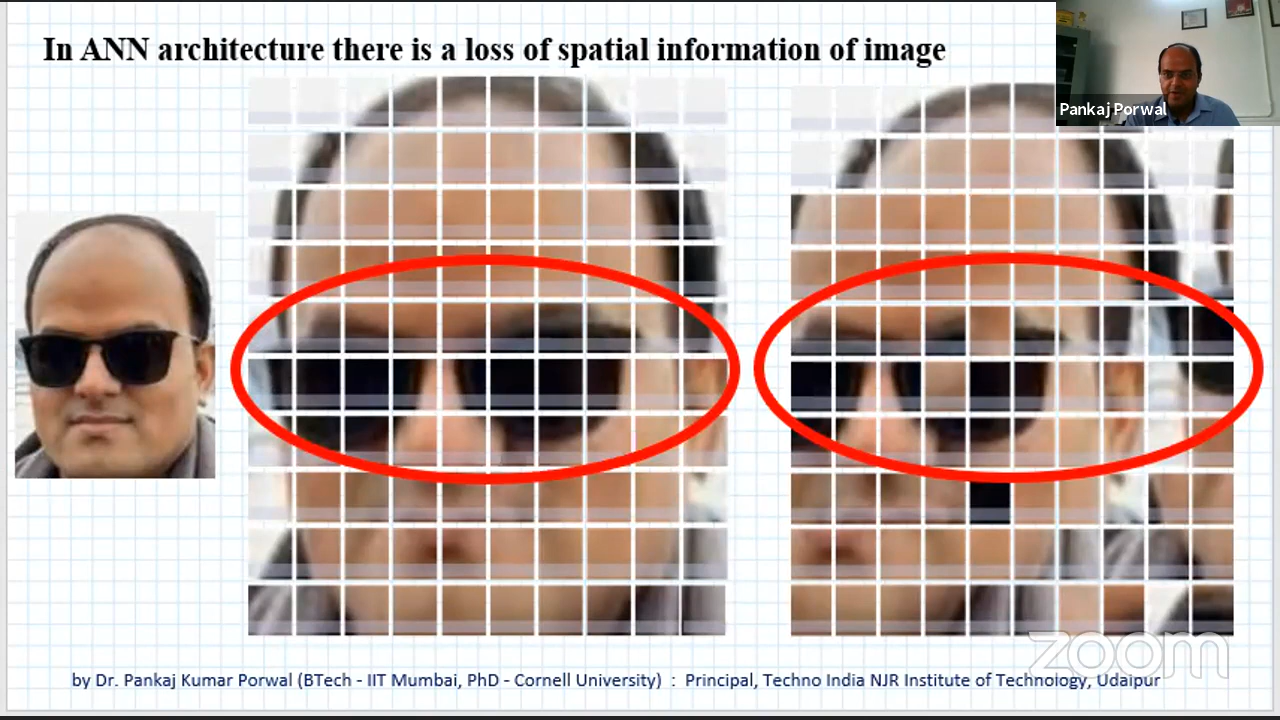 In ANN architecture there is a loss of spatial information of image
Pankaj Porwal
zoom
by Dr. Pankaj Kumar Porwal (BTech - IIT Mumbai, PhD - Cornell University) : Principal, Techno India NJR Institute of Technology, Udaipur